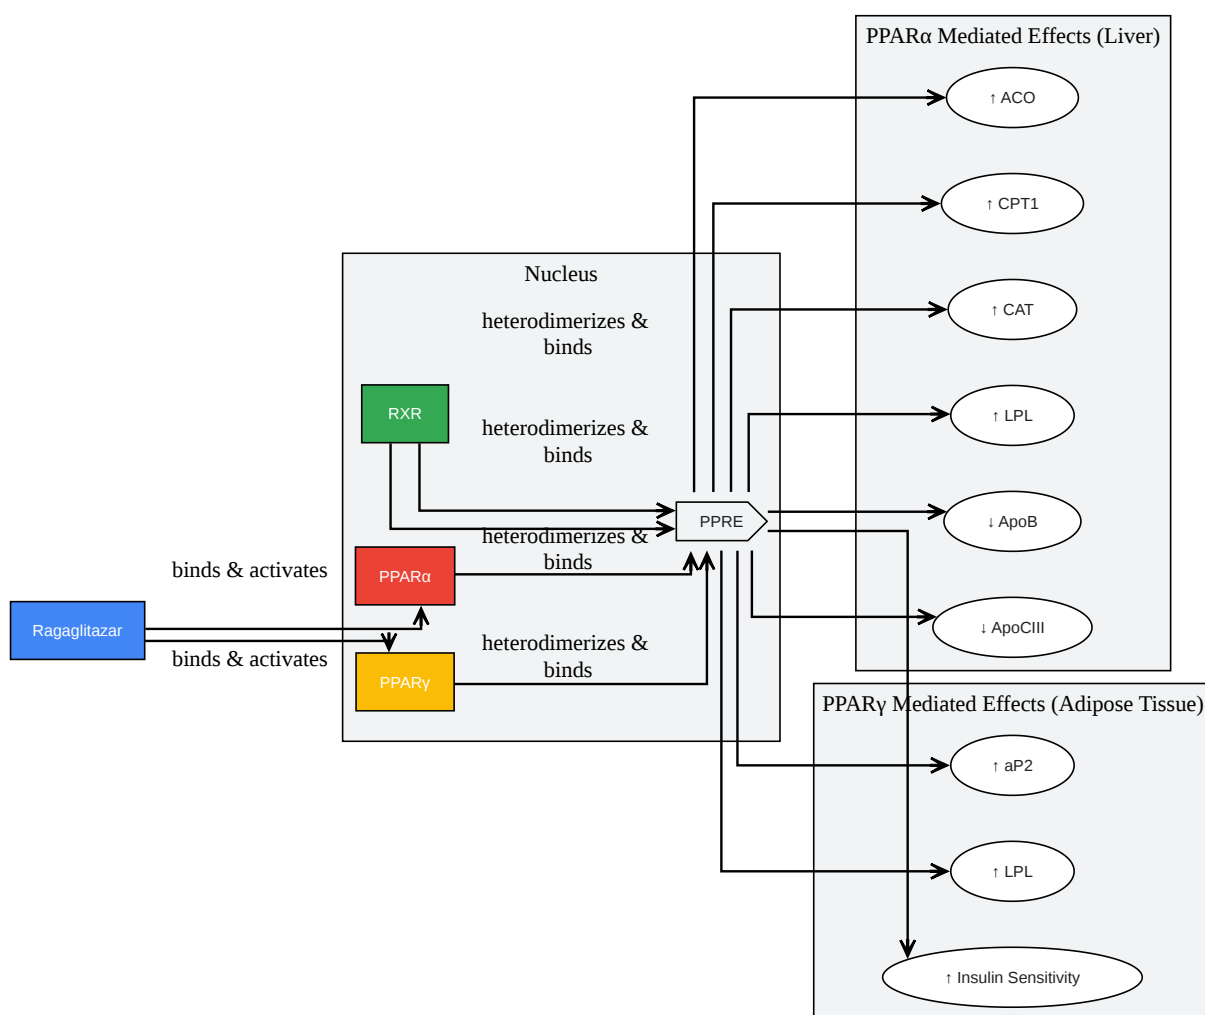 PPARα Mediated Effects (Liver)
↑ ACO
↑ CPT1
↑ CAT
↑ LPL
↓ ApoB
↓ ApoCIII
Nucleus
heterodimerizes &
binds
RXR
heterodimerizes &
binds
PPRE
heterodimerizes &
binds
binds & activates
PPARα
Ragaglitazar
binds & activates
PPARγ
heterodimerizes &
binds
PPARγ Mediated Effects (Adipose Tissue)
↑ aP2
↑ LPL
↑ Insulin Sensitivity